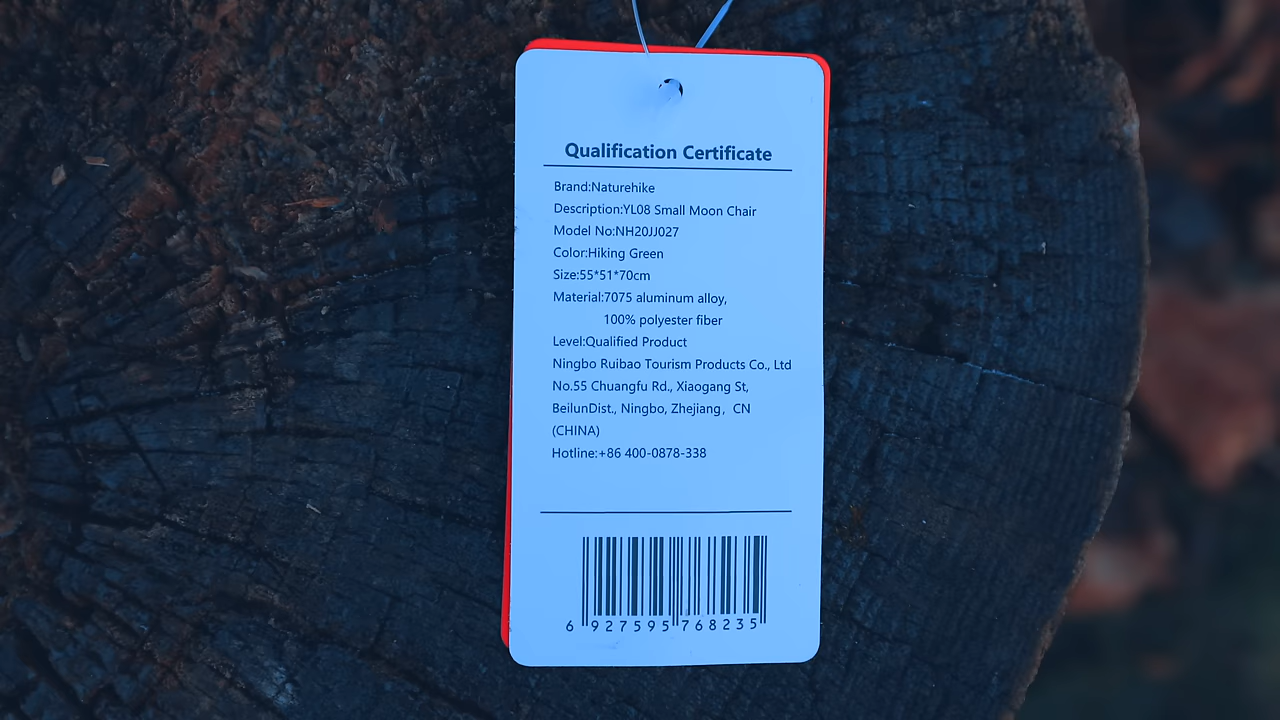 Qualification Certificate
Brand:Naturehike
Description:YL08 Small Moon Chair
Model No:NH20JJ027
Color:Hiking Green
Size:55*51*70cm
Material:7075 aluminum alloy,
100% polyester fiber
Level:Qualified Product
Ningbo Ruibao Tourism Products Co., Ltd
No.55 Chuangfu Rd., Xiaogang St,
BeilunDist., Ningbo, Zhejiang，CN
(CHINA)
Hotline:+86 400-0878-338
6 927595 768235